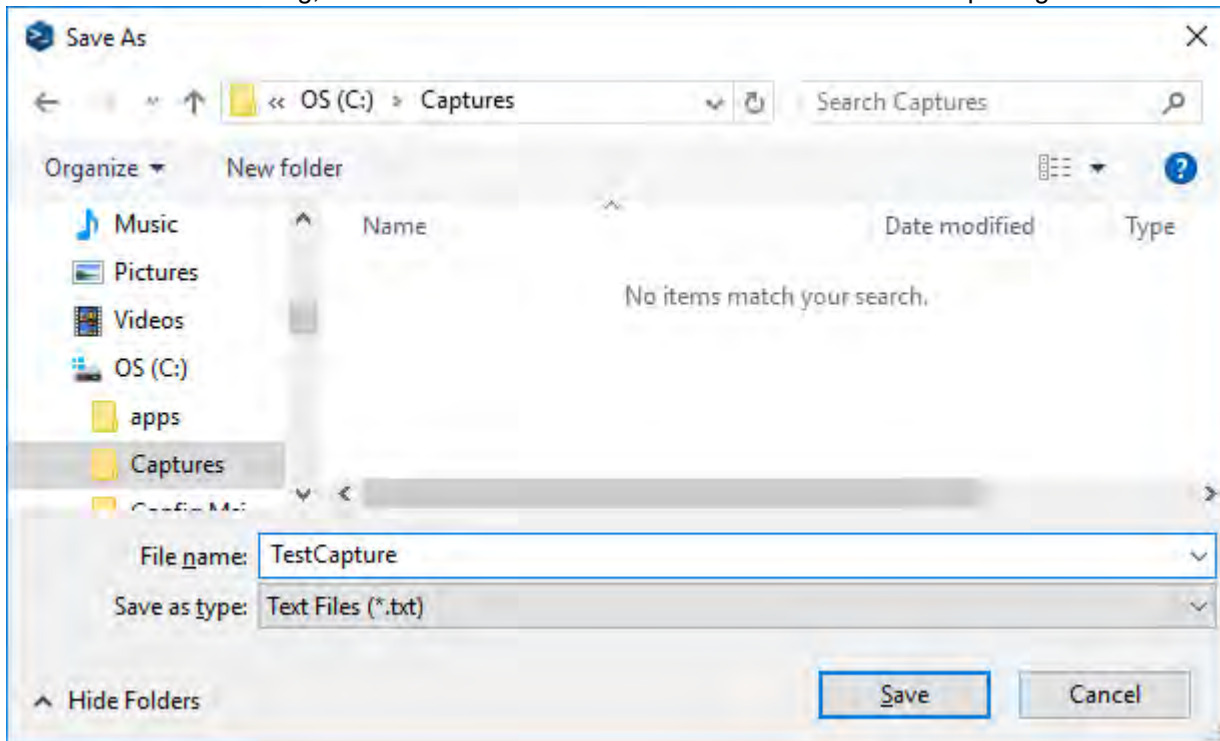 Save As
« OS (C:) > Captures
Search Captures
Organize
New folder
Music
Name
Date modified
Type
Pictures
No items match your search.
Videos
OS (C:)
apps
Captures
File name: TestCapture
Save as type: Text Files (*.txt)
Hide Folders
Save
Cancel